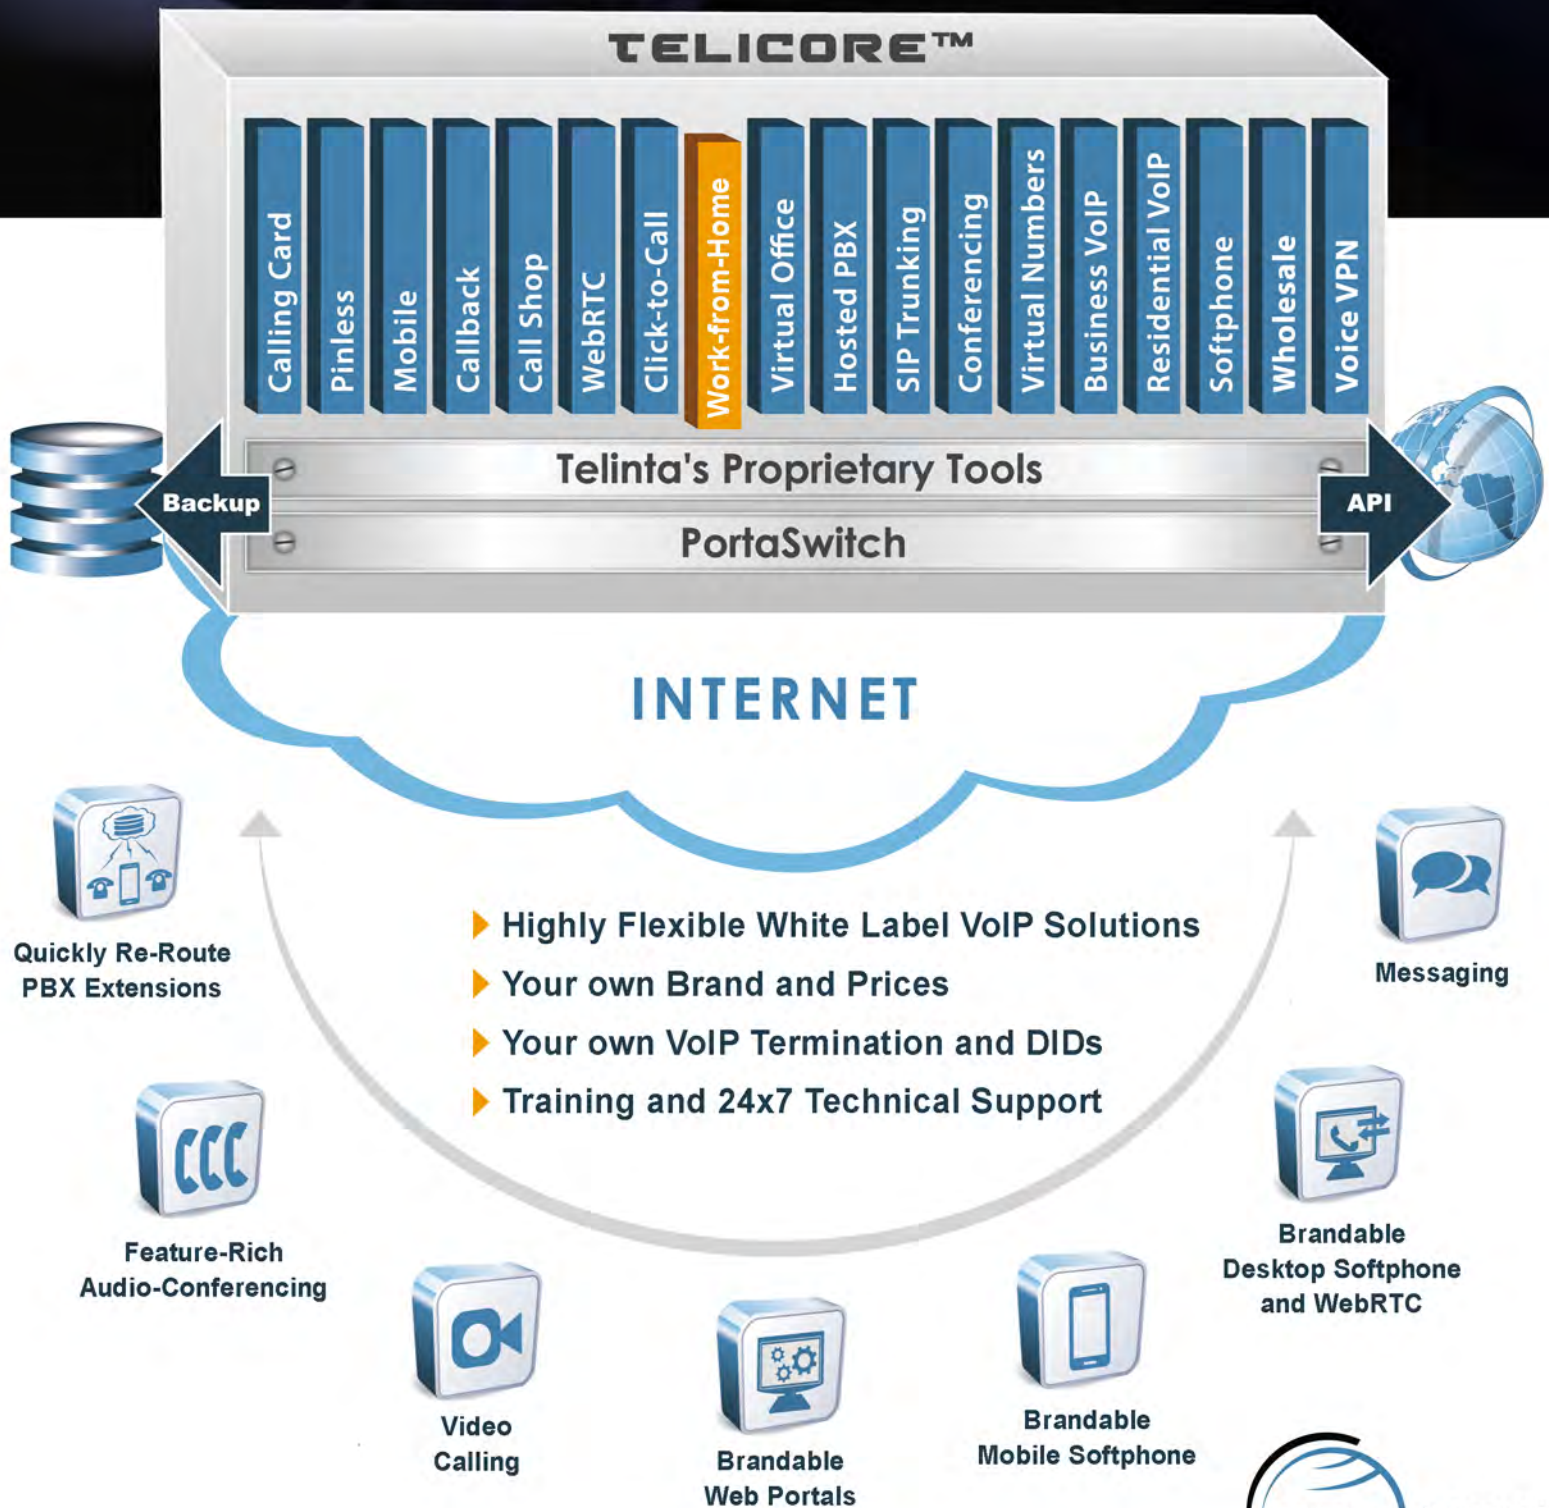 TELICORE™
Calling Card
Pinless
Mobile
Callback
Call Shop
WebRTC
Click-to-Call
Work-from-Home
Virtual Office
Hosted PBX
SIP Trunking
Conferencing
Virtual Numbers
Business VoIP
Residential VoIP
Softphone
Wholesale
Voice VPN
Telinta's Proprietary Tools
Backup
API
PortaSwitch
INTERNET
Quickly Re-Route
PBX Extensions
Highly Flexible White Label VoIP Solutions
Your own Brand and Prices
Your own VoIP Termination and DIDs
Training and 24x7 Technical Support
Messaging
Feature-Rich
Audio-Conferencing
Brandable
Desktop Softphone
and WebRTC
Video
Calling
Brandable
Web Portals
Brandable
Mobile Softphone